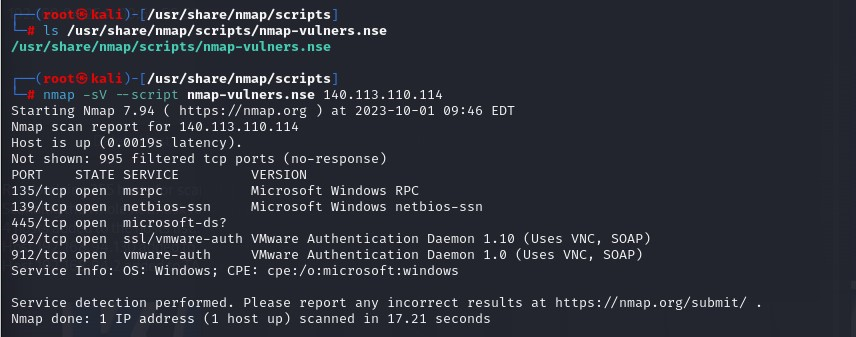 ┌──(root㉿kali)-[/usr/share/nmap/scripts]
└─# ls /usr/share/nmap/scripts/nmap-vulners.nse
/usr/share/nmap/scripts/nmap-vulners.nse
┌──(root㉿kali)-[/usr/share/nmap/scripts]
└─# nmap -sV --script nmap-vulners.nse 140.113.110.114
Starting Nmap 7.94 ( https://nmap.org ) at 2023-10-01 09:46 EDT
Nmap scan report for 140.113.110.114
Host is up (0.0019s latency).
Not shown: 995 filtered tcp ports (no-response)
PORT    STATE SERVICE         VERSION
135/tcp open  msrpc           Microsoft Windows RPC
139/tcp open  netbios-ssn     Microsoft Windows netbios-ssn
445/tcp open  microsoft-ds?
902/tcp open  ssl/vmware-auth VMware Authentication Daemon 1.10 (Uses VNC, SOAP)
912/tcp open  vmware-auth     VMware Authentication Daemon 1.0 (Uses VNC, SOAP)
Service Info: OS: Windows; CPE: cpe:/o:microsoft:windows
Service detection performed. Please report any incorrect results at https://nmap.org/submit/ .
Nmap done: 1 IP address (1 host up) scanned in 17.21 seconds